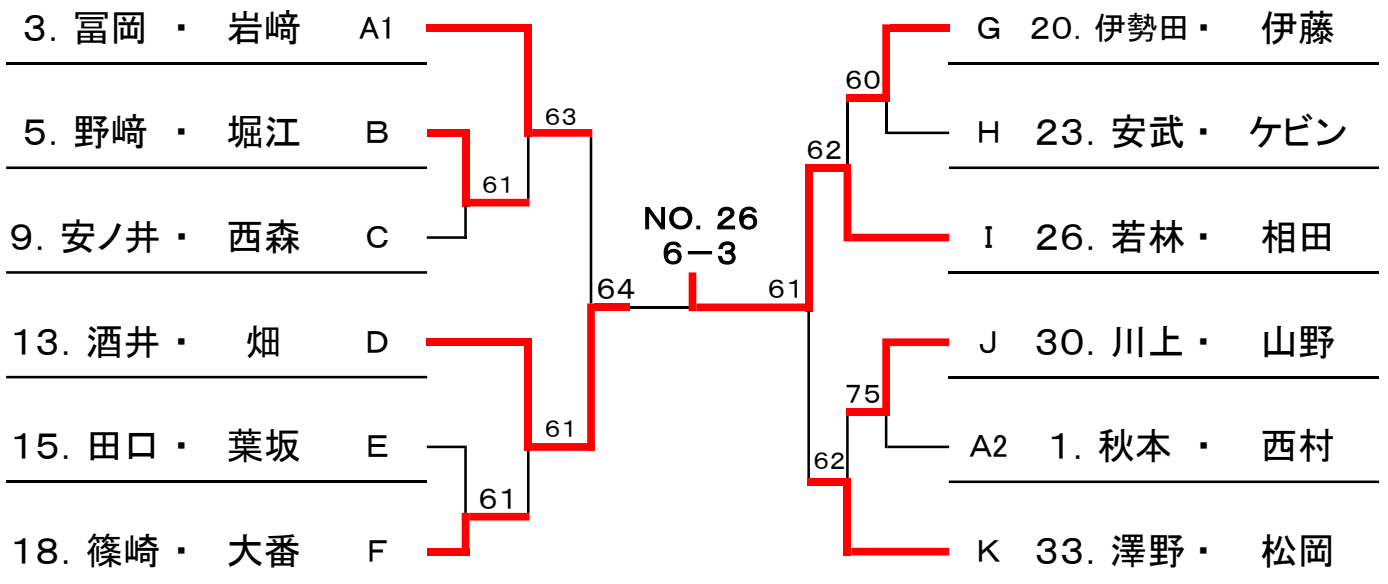 3. 冨岡 ・ 岩﨑 A1
63
5. 野﨑 ・ 堀江 B
61
9. 安ノ井 ・ 西森 C
64
13. 酒井 ・ 畑 D
61
15. 田口 ・ 葉坂 E
61
18. 篠崎 ・ 大番 F
NO. 26
6－3
G 20. 伊勢田 ・ 伊藤
60
H 23. 安武 ・ ケビン
62
I 26. 若林 ・ 相田
61
J 30. 川上 ・ 山野
75
A2 1. 秋本 ・ 西村
62
K 33. 澤野 ・ 松岡